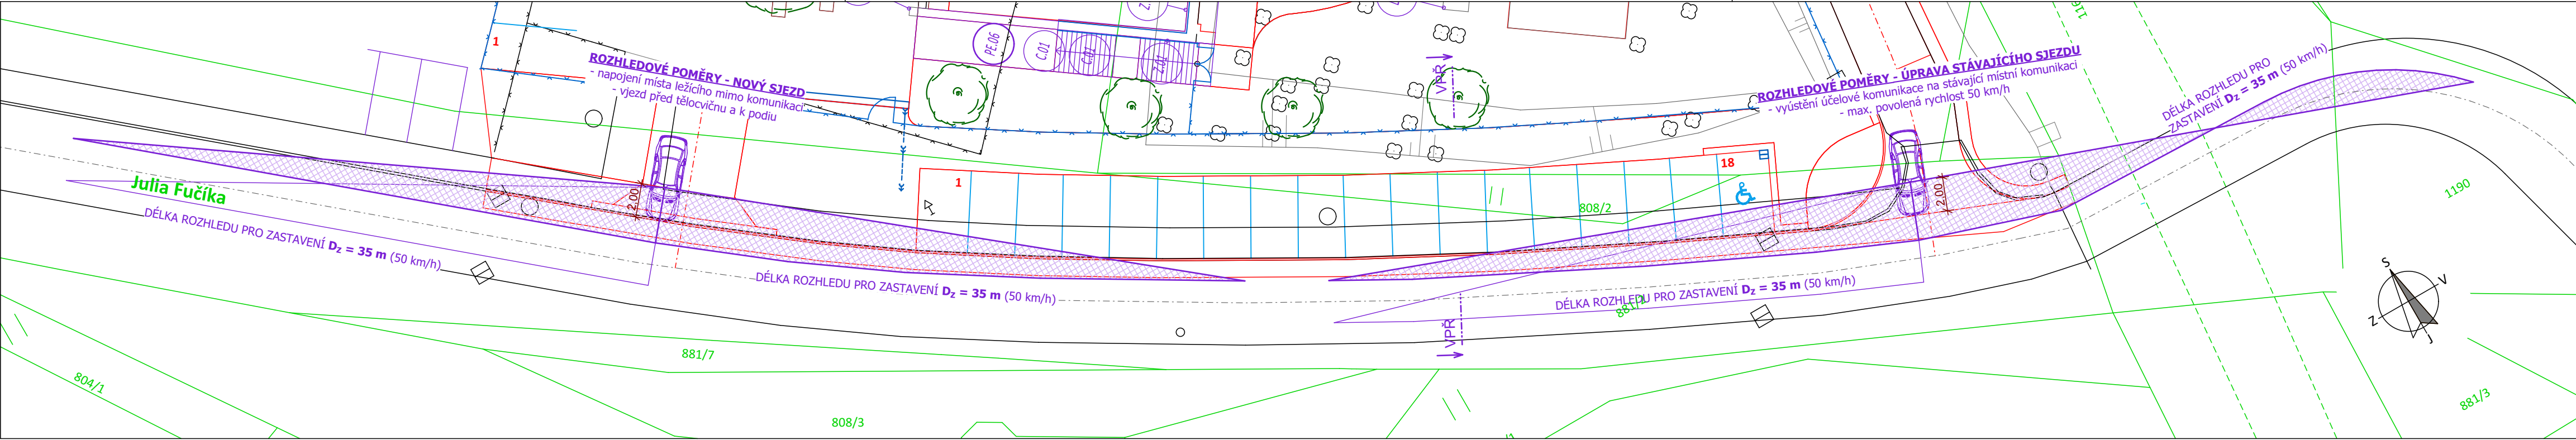 1
PE.06
C.01
C.01
Z.01
ROZHLEDOVÉ POMĚRY - NOVÝ SJEZD
- napojení místa ležícího mimo komunikaci
- vjezd před tělocvičnu a k podiu
VPŘ
ROZHLEDOVÉ POMĚRY - ÚPRAVA STÁVAJÍCÍHO SJEZDU
- vyústění účelové komunikace na stávající místní komunikaci
- max. povolená rychlost 50 km/h
DÉLKA ROZHLEDU PRO
ZASTAVENÍ Dz = 35 m (50 km/h)
Julia Fučíka
DÉLKA ROZHLEDU PRO ZASTAVENÍ Dz = 35 m (50 km/h)
2,00
1
18
808/2
2,00
1190
DÉLKA ROZHLEDU PRO ZASTAVENÍ Dz = 35 m (50 km/h)
DÉLKA ROZHLEDU PRO ZASTAVENÍ Dz = 35 m (50 km/h)
VPŘ
S
V
Z
J
881/7
804/1
808/3
881/3